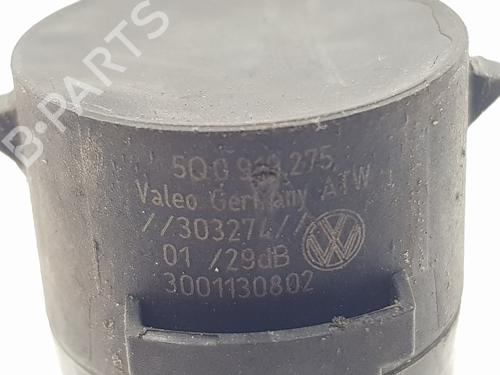 B-PARTS
5Q0 919 275
Valeo Germany ATW L
//303274//
01 /29dB
3001130802